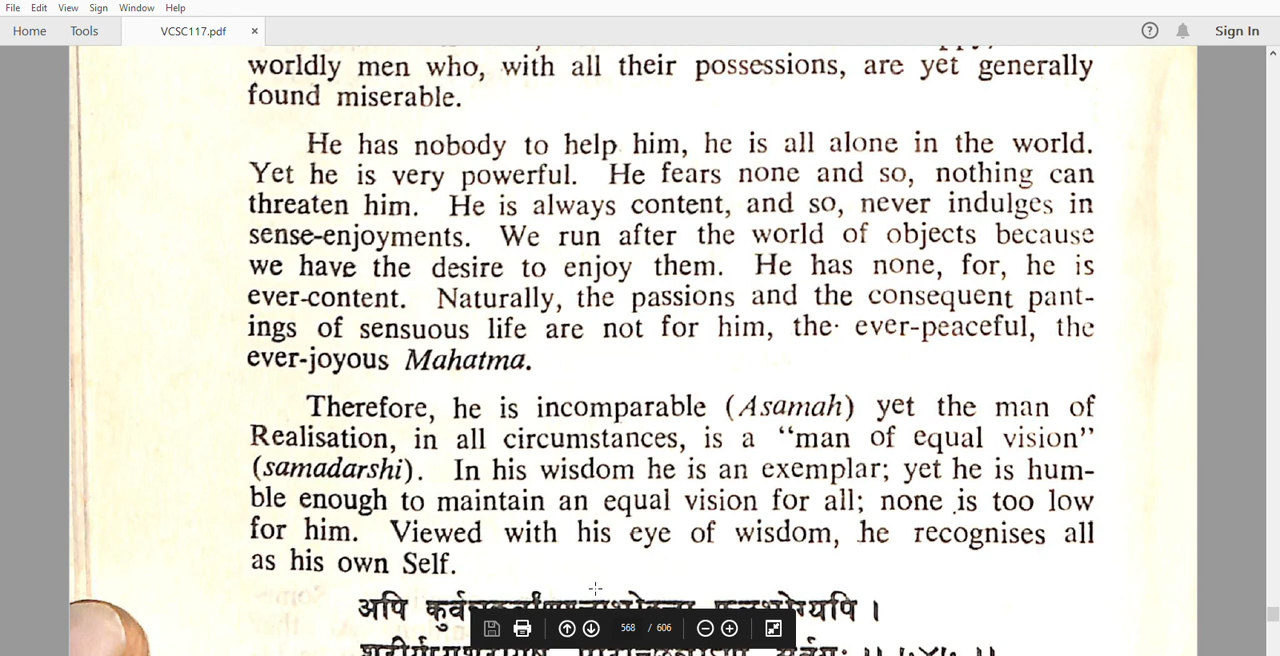 File Edit View Sign Window Help
Home Tools VCSC117.pdf × Sign In
worldly men who, with all their possessions, are yet generally
found miserable.
He has nobody to help him, he is all alone in the world.
Yet he is very powerful. He fears none and so, nothing can
threaten him. He is always content, and so, never indulges in
sense-enjoyments. We run after the world of objects because
we have the desire to enjoy them. He has none, for, he is
ever-content. Naturally, the passions and the consequent pant-
ings of sensuous life are not for him, the ever-peaceful, the
ever-joyous Mahatma.
Therefore, he is incomparable (Asamah) yet the man of
Realisation, in all circumstances, is a “man of equal vision”
(samadarshi). In his wisdom he is an exemplar; yet he is hum-
ble enough to maintain an equal vision for all; none is too low
for him. Viewed with his eye of wisdom, he recognises all
as his own Self.
अपि
568 / 606